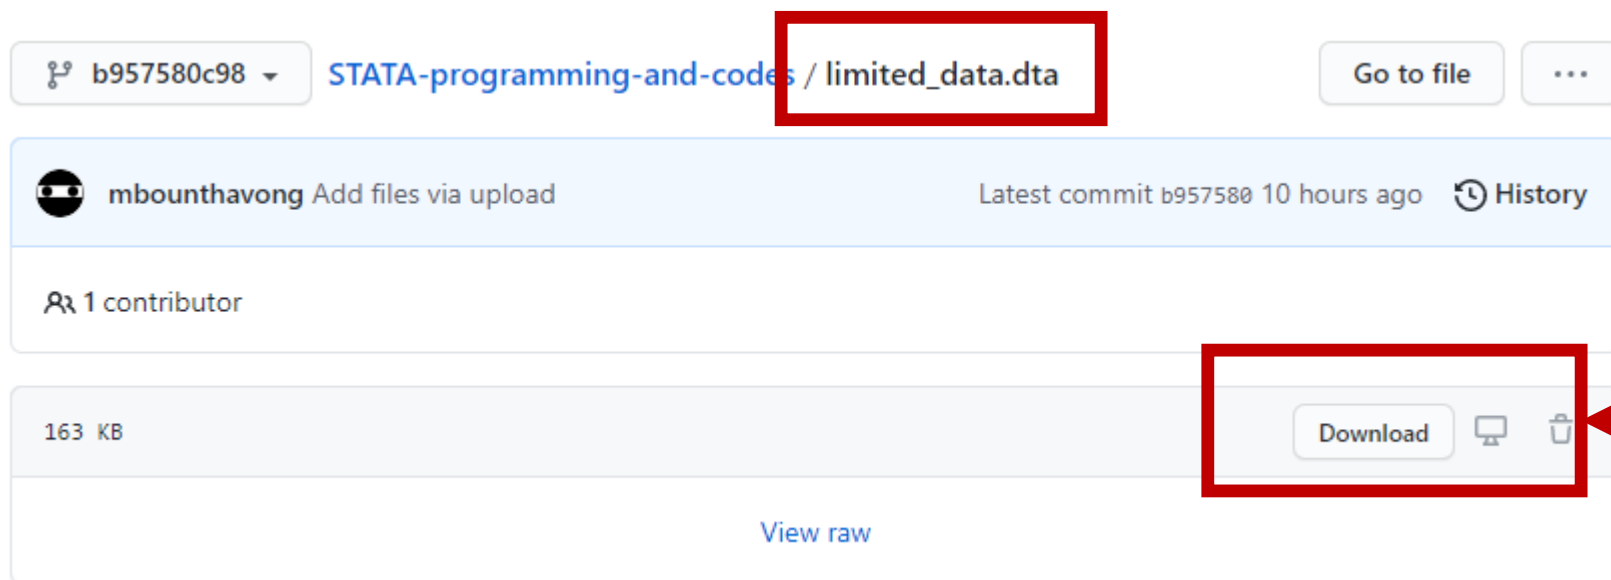 b957580c98 STATA-programming-and-codes / limited_data.dta Go to file ...
mbounthavong Add files via upload Latest commit b957580 10 hours ago History
1 contributor
163 KB Download
View raw